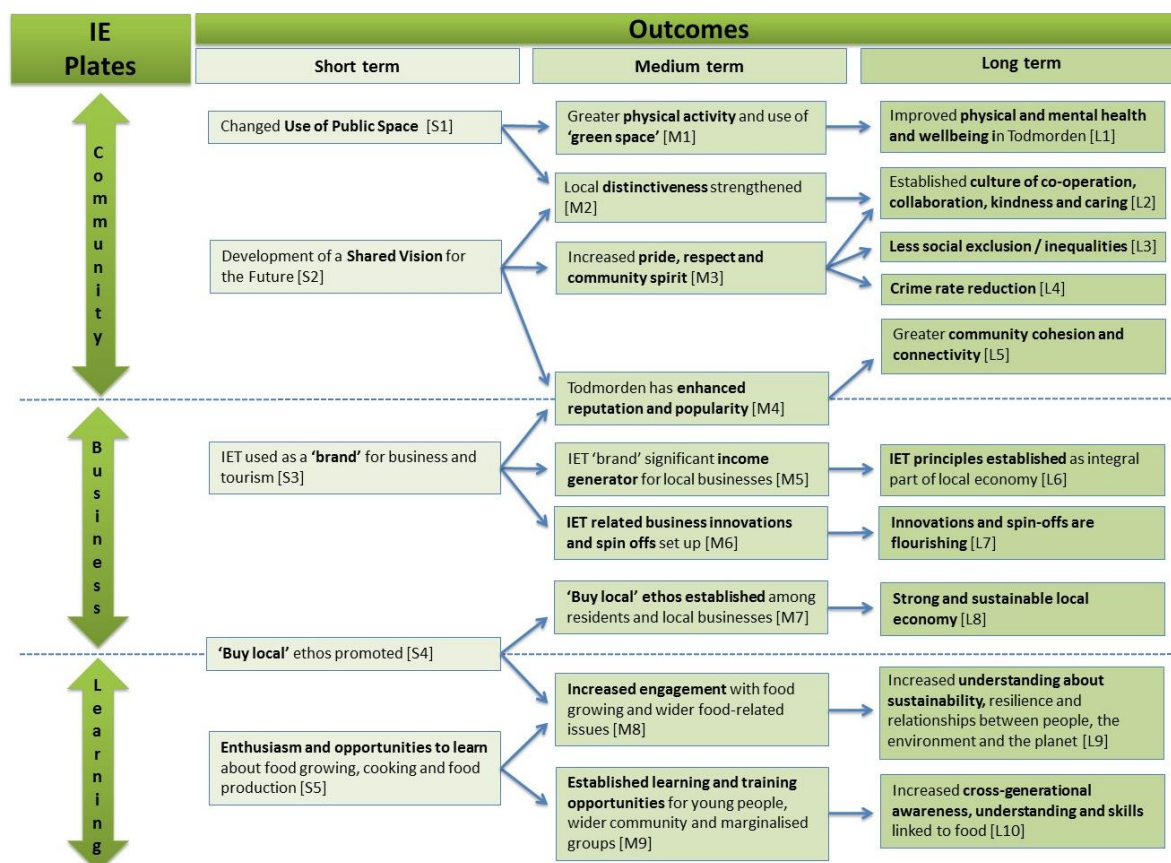 IE
Plates
Outcomes
Short term
Medium term
Long term
Community
Changed Use of Public Space [S1]
Greater physical activity and use of
‘green space’ [M1]
Improved physical and mental health
and wellbeing in Todmorden [L1]
Local distinctiveness strengthened
[M2]
Established culture of co-operation,
collaboration, kindness and caring [L2]
Development of a Shared Vision for
the Future [S2]
Increased pride, respect and
community spirit [M3]
Less social exclusion / inequalities [L3]
Crime rate reduction [L4]
Greater community cohesion and
connectivity [L5]
Todmorden has enhanced
reputation and popularity [M4]
Business
IET used as a ‘brand’ for business and
tourism [S3]
IET ‘brand’ significant income
generator for local businesses [M5]
IET principles established as integral
part of local economy [L6]
IET related business innovations
and spin offs set up [M6]
Innovations and spin-offs are
flourishing [L7]
‘Buy local’ ethos established among
residents and local businesses [M7]
Strong and sustainable local
economy [L8]
‘Buy local’ ethos promoted [S4]
Learning
Increased engagement with food
growing and wider food-related
issues [M8]
Increased understanding about
sustainability, resilience and
relationships between people, the
environment and the planet [L9]
Enthusiasm and opportunities to learn
about food growing, cooking and food
production [S5]
Established learning and training
opportunities for young people,
wider community and marginalised
groups [M9]
Increased cross-generational
awareness, understanding and skills
linked to food [L10]